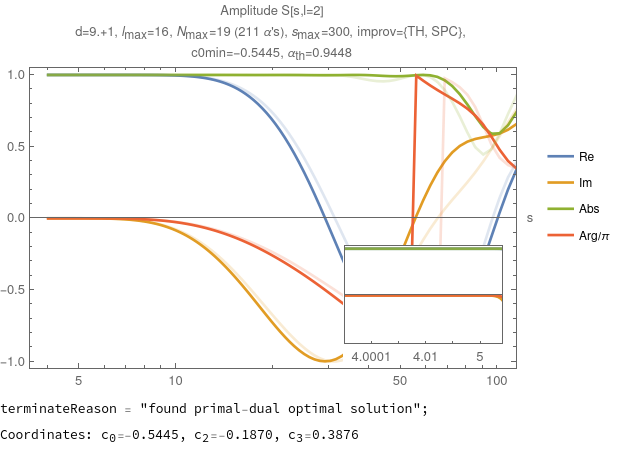 Amplitude S[s,l=2]
d=9.+1, lmax=16, Nmax=19 (211 α's), smax=300, improv={TH, SPC},
c0min=-0.5445, αth=0.9448
1.0
0.5
0.0
-0.5
-1.0
s
Re
Im
Abs
Arg/π
4.0001 4.01 5
5 10 50 100
terminateReason = "found primal-dual optimal solution";
Coordinates: c0=-0.5445, c2=-0.1870, c3=0.3876